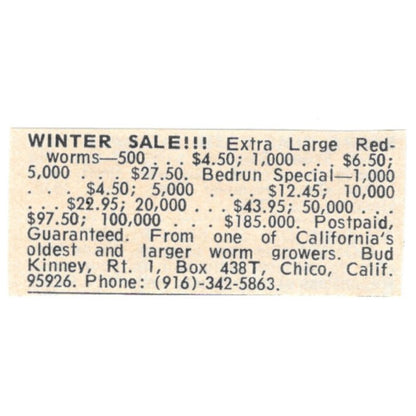 WINTER SALE!!! Extra Large Red-
worms—500 . . . $4.50; 1,000 . . . $6.50;
5,000 . . . $27.50. Bedrun Special—1,000
. . . $4.50; 5,000 . . . $12.45; 10,000
. . . $22.95; 20,000 . . . $43.95; 50,000 . . .
$97.50; 100,000 . . . $185.000. Postpaid,
Guaranteed. From one of California's
oldest and larger worm growers. Bud
Kinney, Rt. 1, Box 438T, Chico, Calif.
95926. Phone: (916)-342-5863.